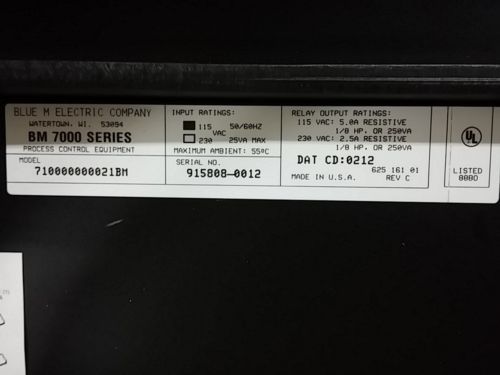 BLUE M ELECTRIC COMPANY
WATERTOWN, WI. 53094
BM 7000 SERIES
PROCESS CONTROL EQUIPMENT
MODEL
710000000021BM
INPUT RATINGS:
115 50/60HZ
VAC
230 25VA MAX
MAXIMUM AMBIENT: 55ºC
SERIAL NO.
915808-0012
RELAY OUTPUT RATINGS:
115 VAC: 5.0A RESISTIVE
1/8 HP. OR 250VA
230 VAC: 2.5A RESISTIVE
1/8 HP. OR 250VA
DAT CD:0212
625 161 01
MADE IN U.S.A. REV C
UL
LISTED